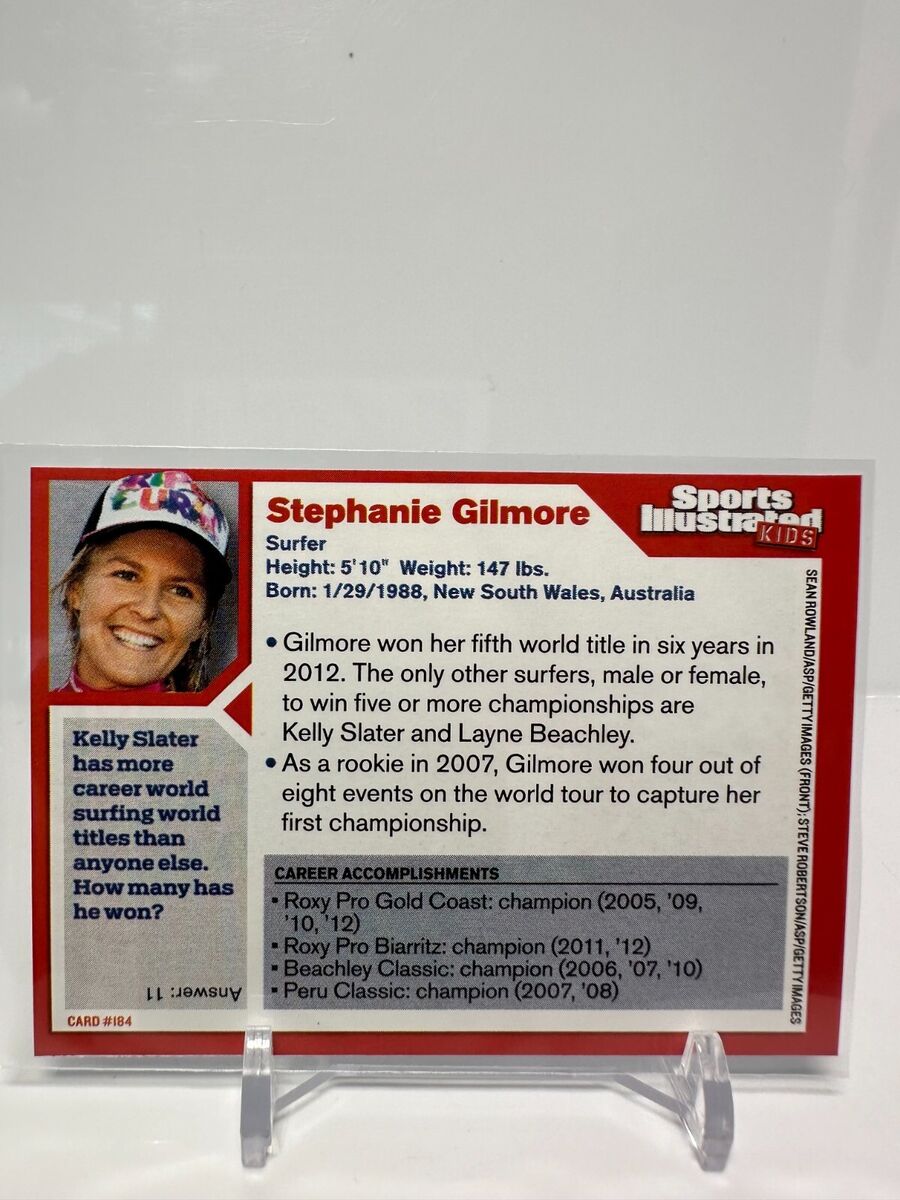 RIP
CURL
Stephanie Gilmore
Sports
Illustrated
KIDS
Surfer
Height: 5'10" Weight: 147 lbs.
Born: 1/29/1988, New South Wales, Australia
• Gilmore won her fifth world title in six years in
2012. The only other surfers, male or female,
to win five or more championships are
Kelly Slater and Layne Beachley.
• As a rookie in 2007, Gilmore won four out of
eight events on the world tour to capture her
first championship.
Kelly Slater
has more
career world
surfing world
titles than
anyone else.
How many has
he won?
Answer: 11
CAREER ACCOMPLISHMENTS
▪ Roxy Pro Gold Coast: champion (2005, '09,
'10, '12)
▪ Roxy Pro Biarritz: champion (2011, '12)
▪ Beachley Classic: champion (2006, '07, '10)
▪ Peru Classic: champion (2007, '08)
CARD #184
SEAN ROWLAND/ASP/GETTY IMAGES (FRONT); STEVE ROBERTSON/ASP/GETTY IMAGES